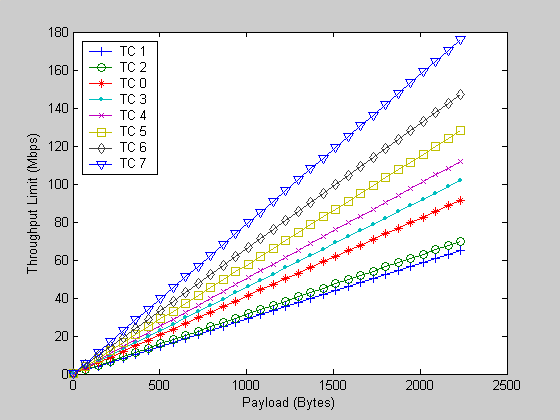 180
160
140
120
100
80
60
40
20
0
Throughput Limit (Mbps)
TC 1
TC 2
TC 0
TC 3
TC 4
TC 5
TC 6
TC 7
0 500 1000 1500 2000 2500
Payload (Bytes)